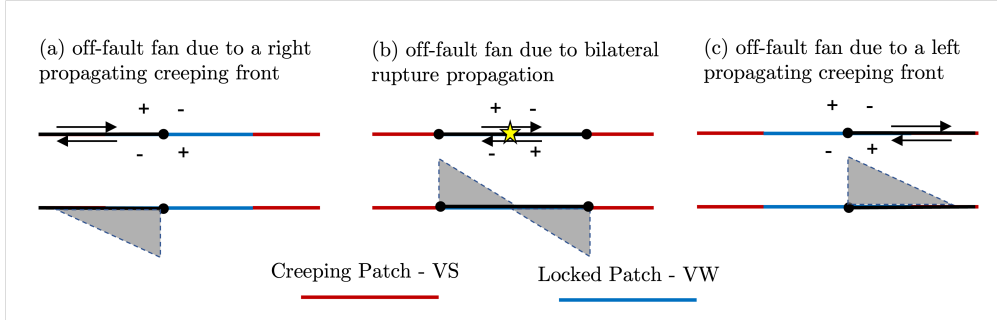 (a) off-fault fan due to a right
propagating creeping front
(b) off-fault fan due to bilateral
rupture propagation
(c) off-fault fan due to a left
propagating creeping front
+ -
- +
+ -
- +
+ -
- +
Creeping Patch - VS
Locked Patch - VW